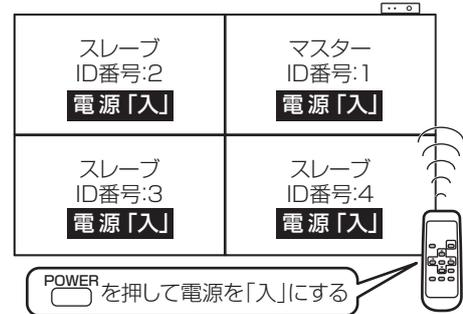 スレーブ
ID番号:2
電源「入」
マスター
ID番号:1
電源「入」
スレーブ
ID番号:3
電源「入」
スレーブ
ID番号:4
電源「入」
POWER を押して電源を「入」にする